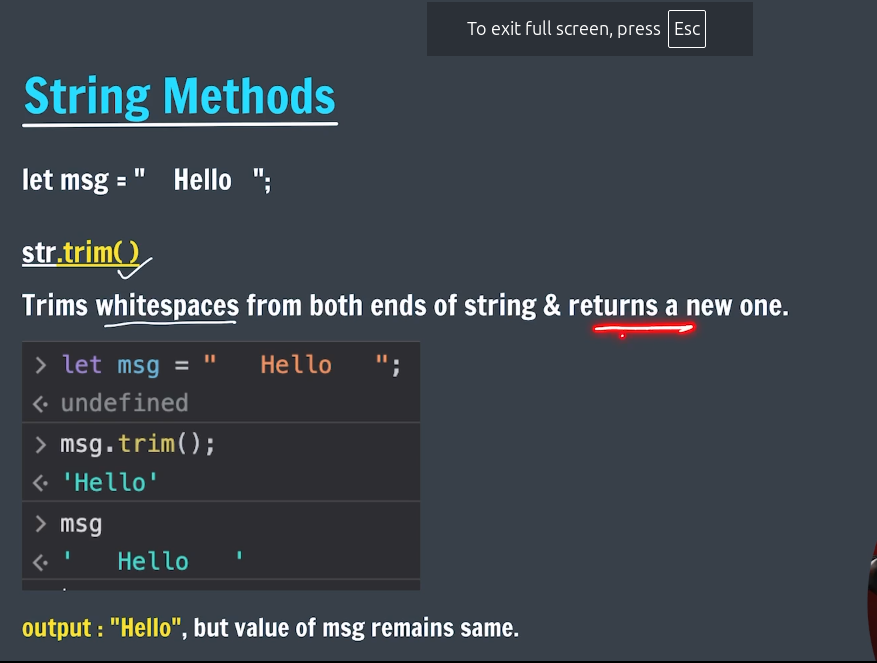 To exit full screen, press Esc
String Methods
let msg = "    Hello   ";
str.trim()
Trims whitespaces from both ends of string & returns a new one.
> let msg = "   Hello   ";
<· undefined
> msg.trim();
<· 'Hello'
> msg
<· '   Hello   '
output : "Hello", but value of msg remains same.